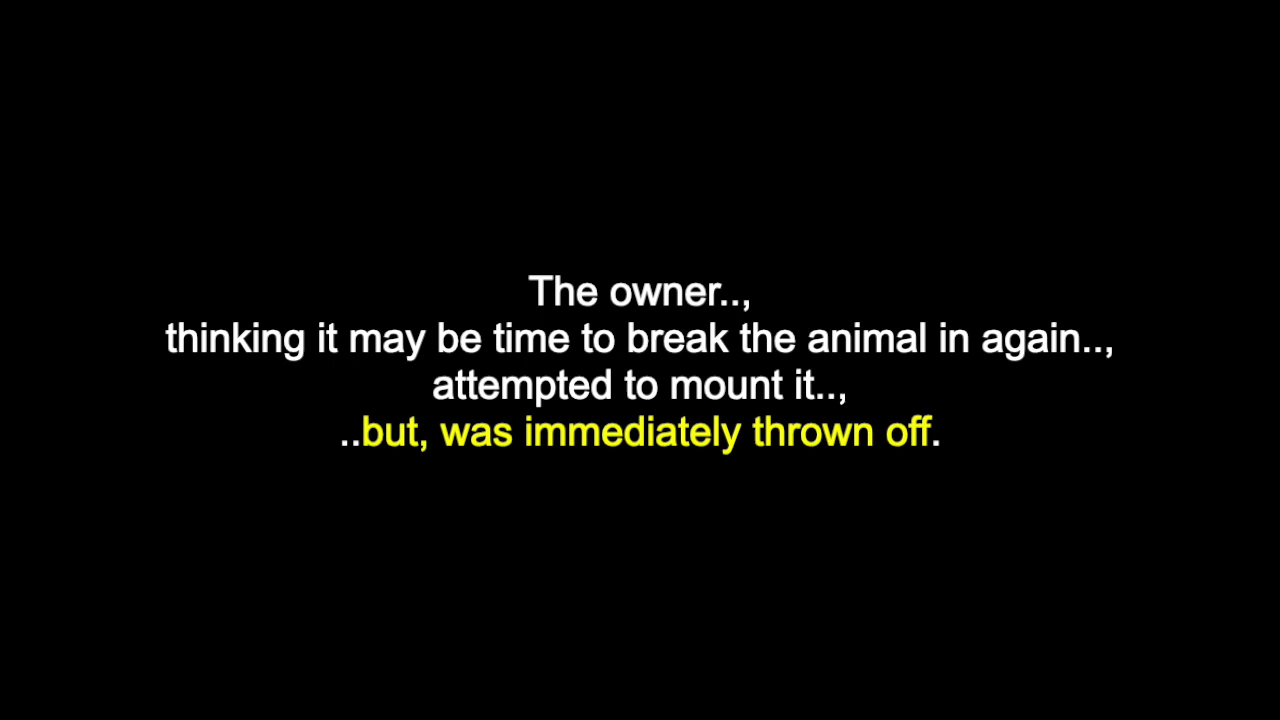 The owner..,
thinking it may be time to break the animal in again..,
attempted to mount it..,
..but, was immediately thrown off.